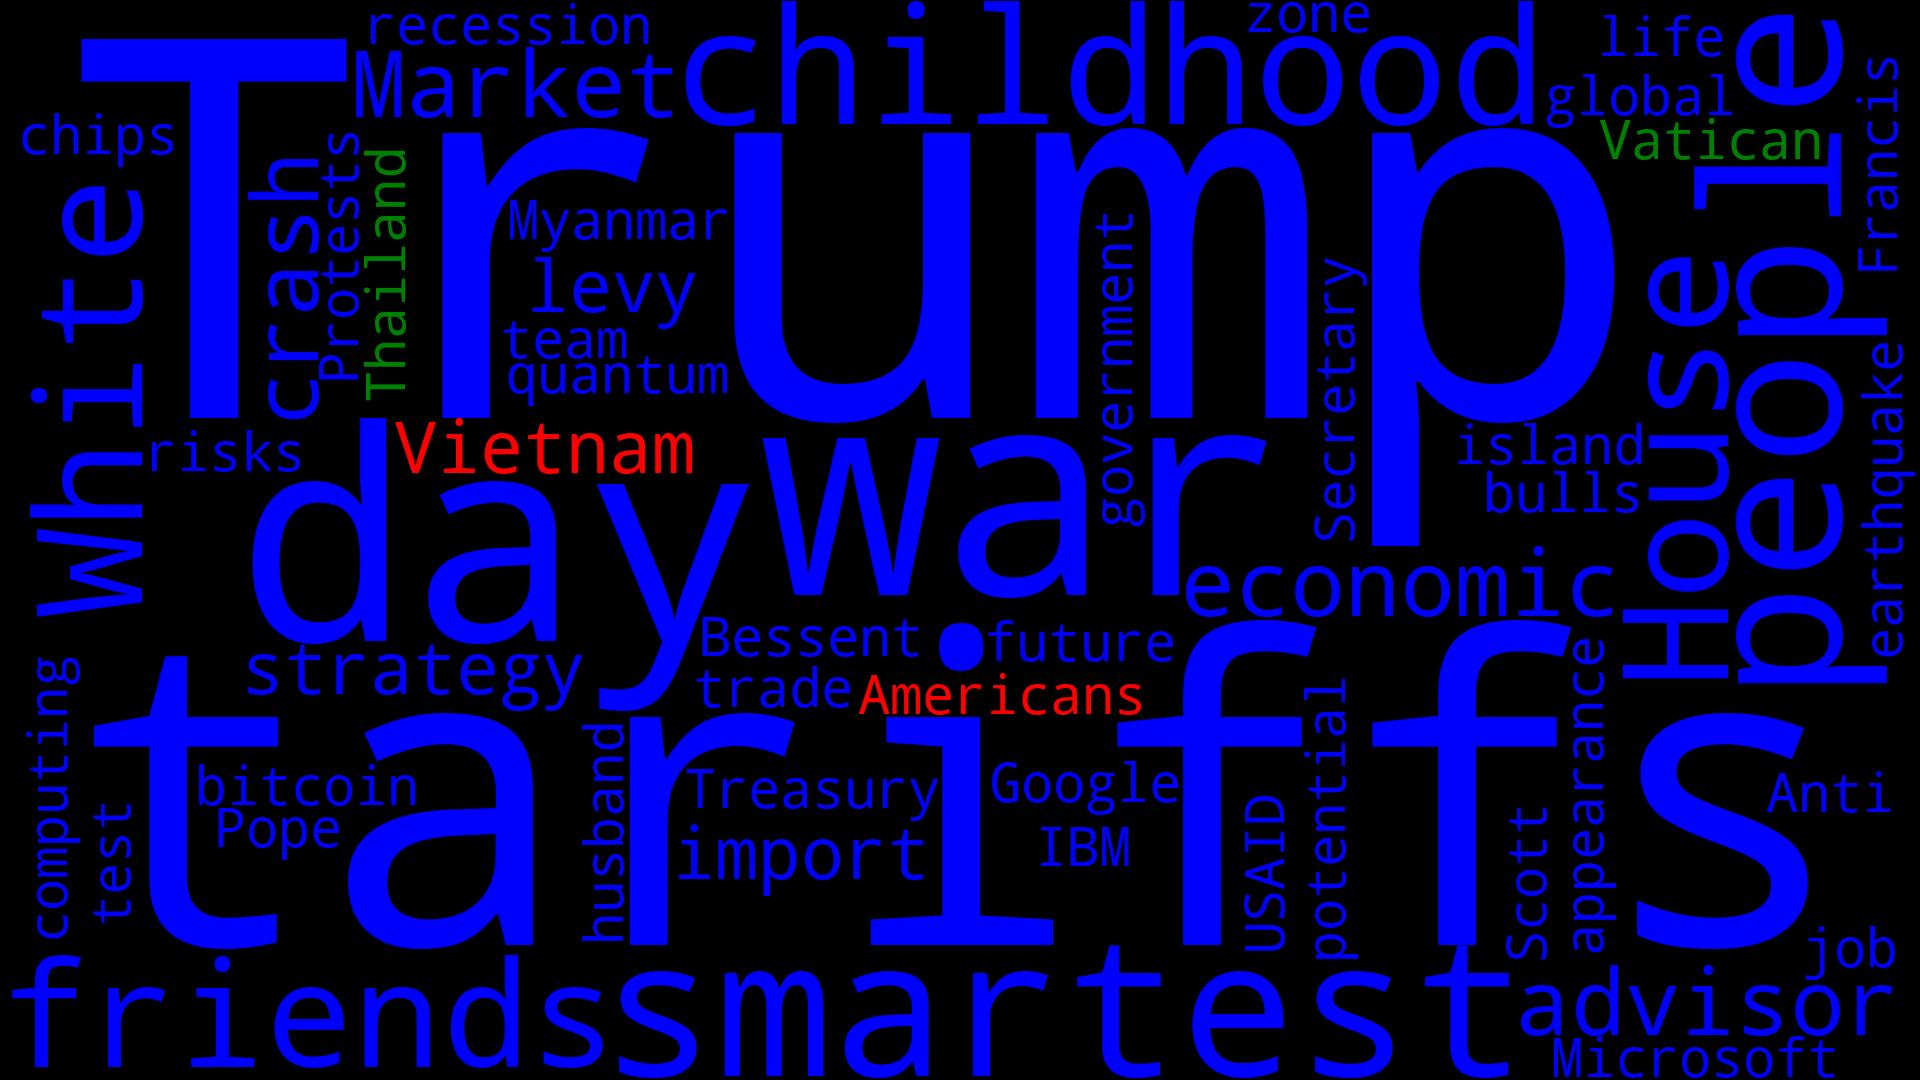 recession
zone
childhood
life
Market
global
chips
Vatican
Trump
people
Francis
White
crash
Protests
Thailand
Myanmar
levy
team
quantum
government
Secretary
House
earthquake
risks
Vietnam
day
war
island
bulls
economic
Bessent
future
strategy
trade
Americans
tariffs
computing
test
bitcoin
Pope
husband
Treasury
import
Google
IBM
USAID
potential
Scott
appearance
Anti
job
friends
smartest
advisor
Microsoft